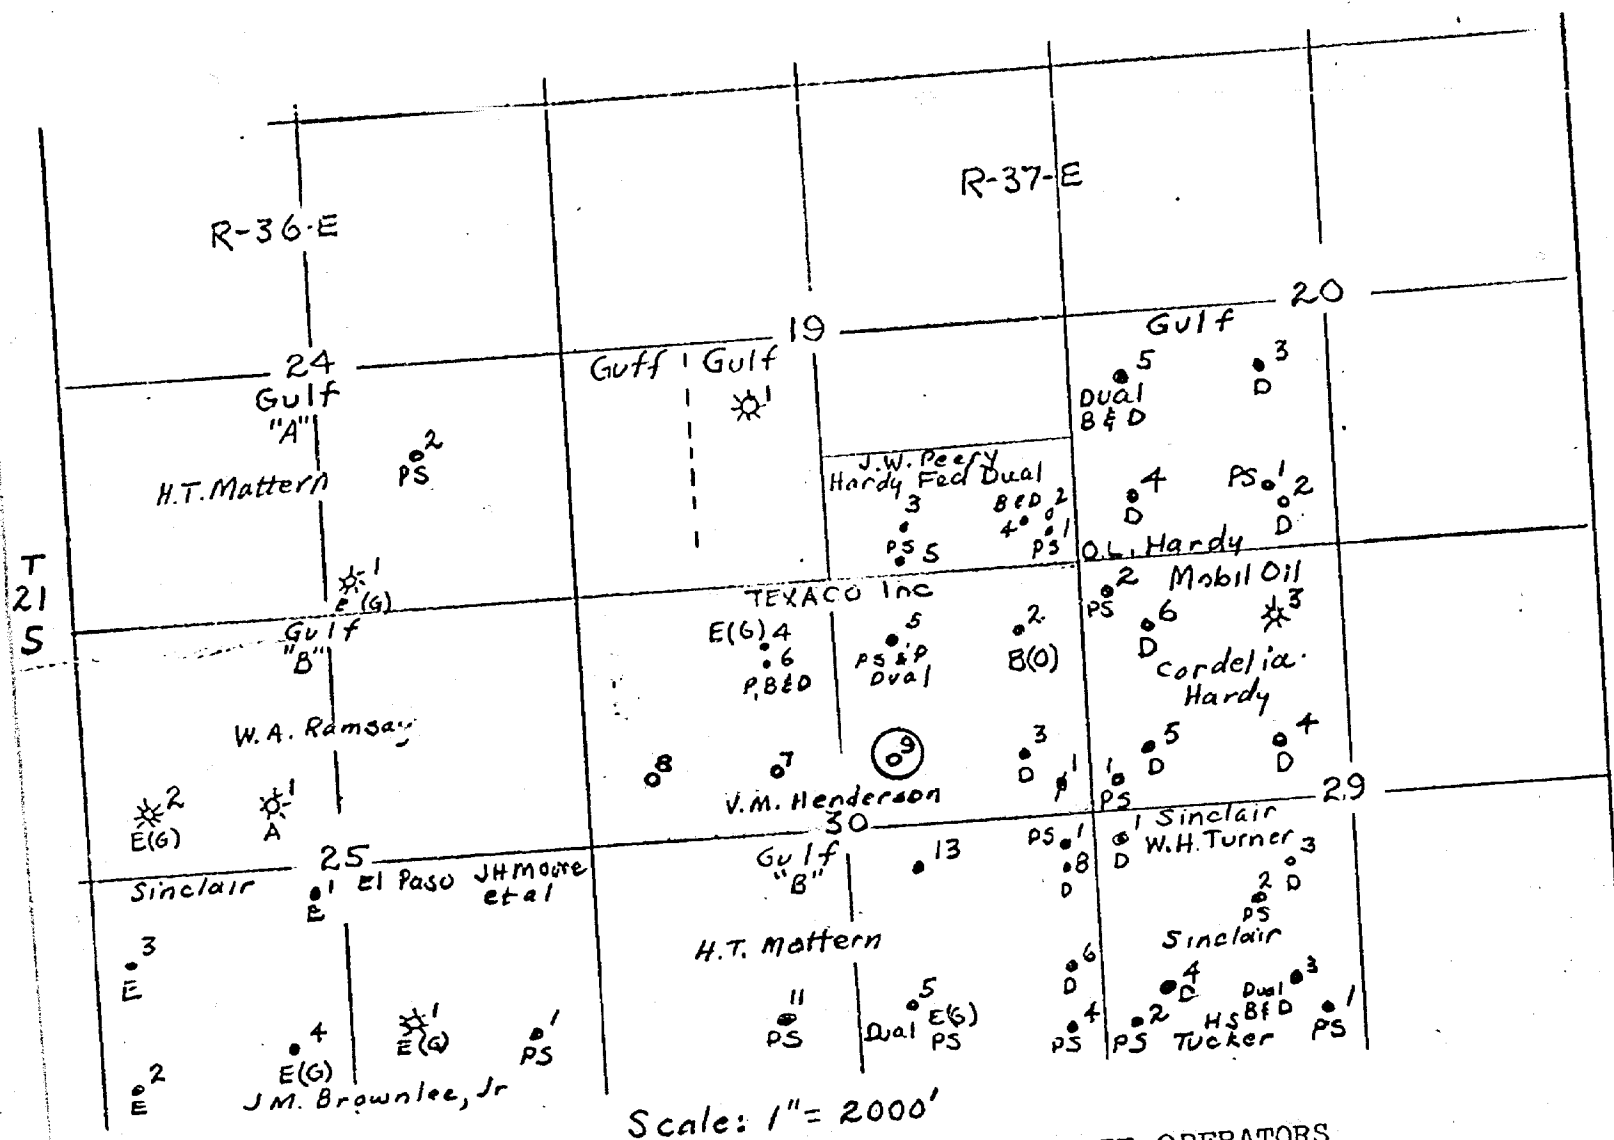 R-36-E
R-37-E
T
21
S
24
Gulf
"A"
H.T. Mattern
2
PS
1
E(G)
19
Guff
Gulf
1
J.W. Peery
Hardy Fed Dual
3
PS
5
B&D
2
4
1
PS
20
Gulf
5
Dual
B & D
3
D
4
D
PS 1
2
D
O.L. Hardy
Gulf
"B"
W.A. Ramsay
2
E(G)
1
A
25
TEXACO Inc
E(G) 4
6
P, B&D
5
PS & P
Dual
2
B(O)
8
7
9
3
D
1
V.M. Henderson
30
2
PS
Mobil Oil
6
D
3
Cordelia
Hardy
5
D
4
D
1
PS
29
Sinclair
1
E
El Paso
JH Moore
et al
3
E
2
E
4
E(G)
1
E(G)
1
PS
J M. Brownlee, Jr
Gulf
"B"
13
PS 1
8
D
H.T. Mattern
6
D
11
PS
5
Dual E(G)
PS
4
PS
1 Sinclair
D
W.H. Turner
3
D
2
PS
Sinclair
4
D
3
Dual
B&D
2
PS
HS
Tucker
1
PS
Scale: 1" = 2000'
OPERATORS